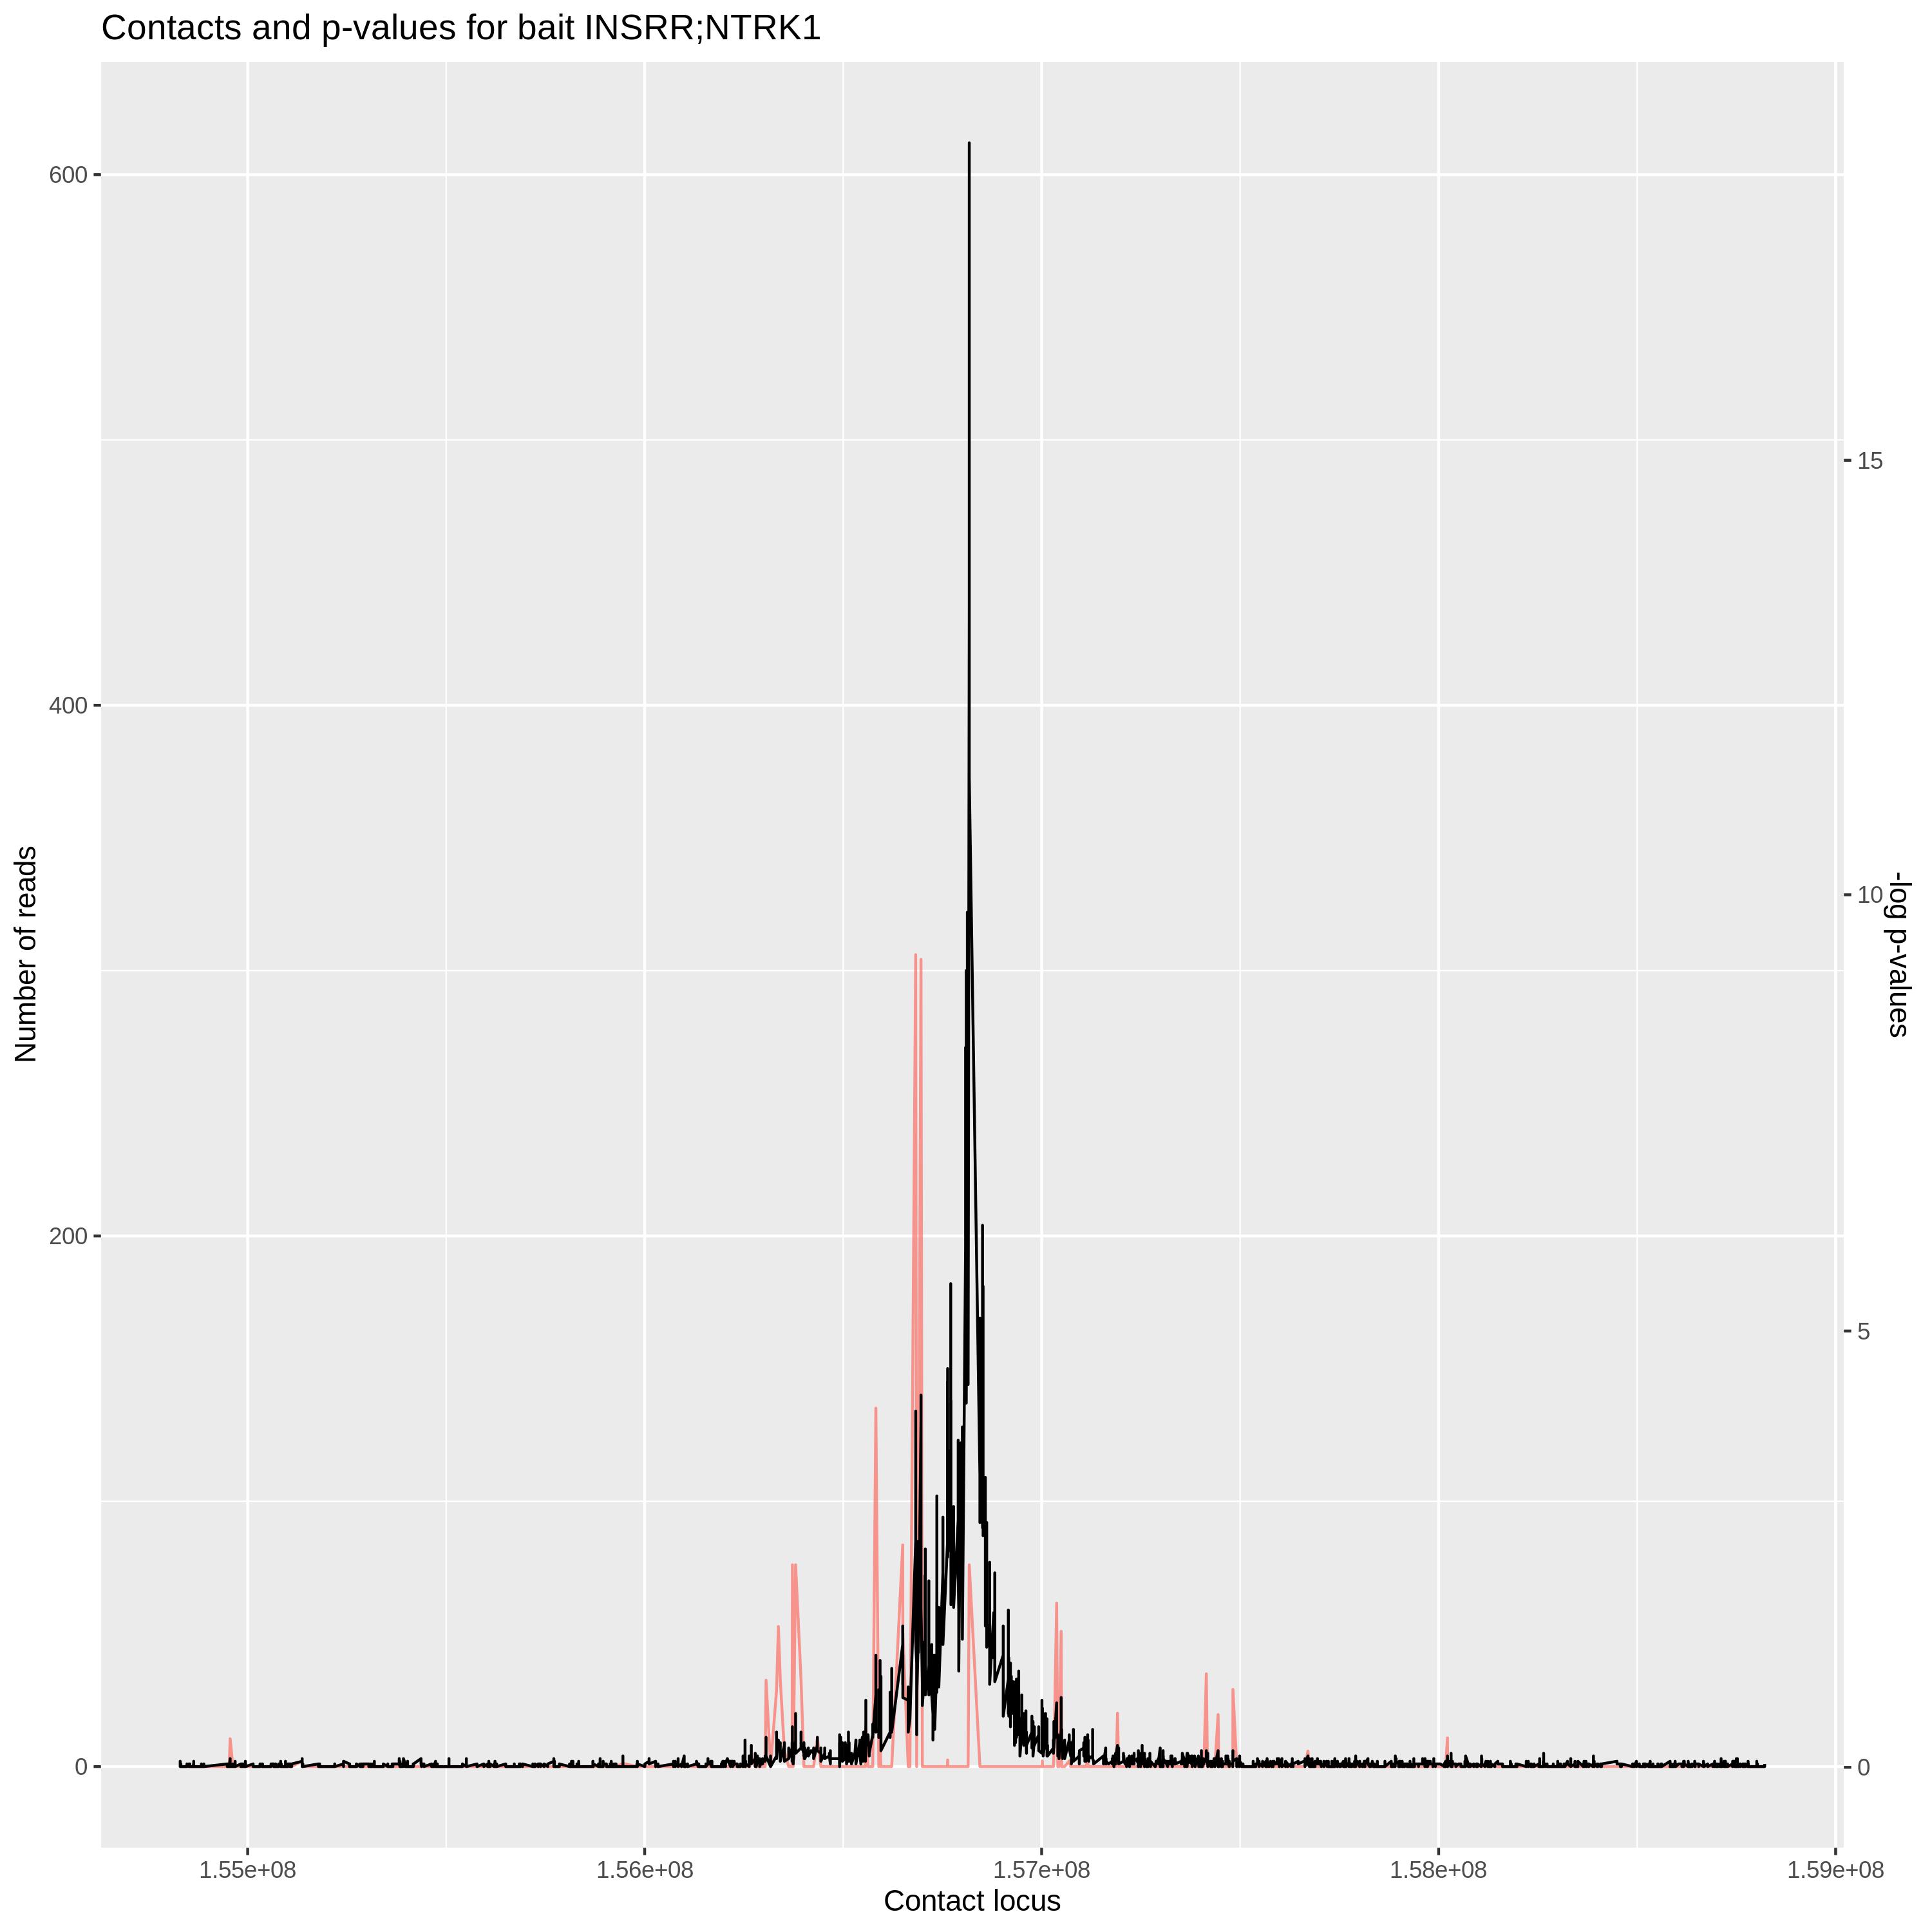 Contacts and p-values for bait INSRR;NTRK1
600
400
200
0
Number of reads
15
10
5
0
-log p-values
1.55e+08
1.56e+08
1.57e+08
1.58e+08
1.59e+08
Contact locus